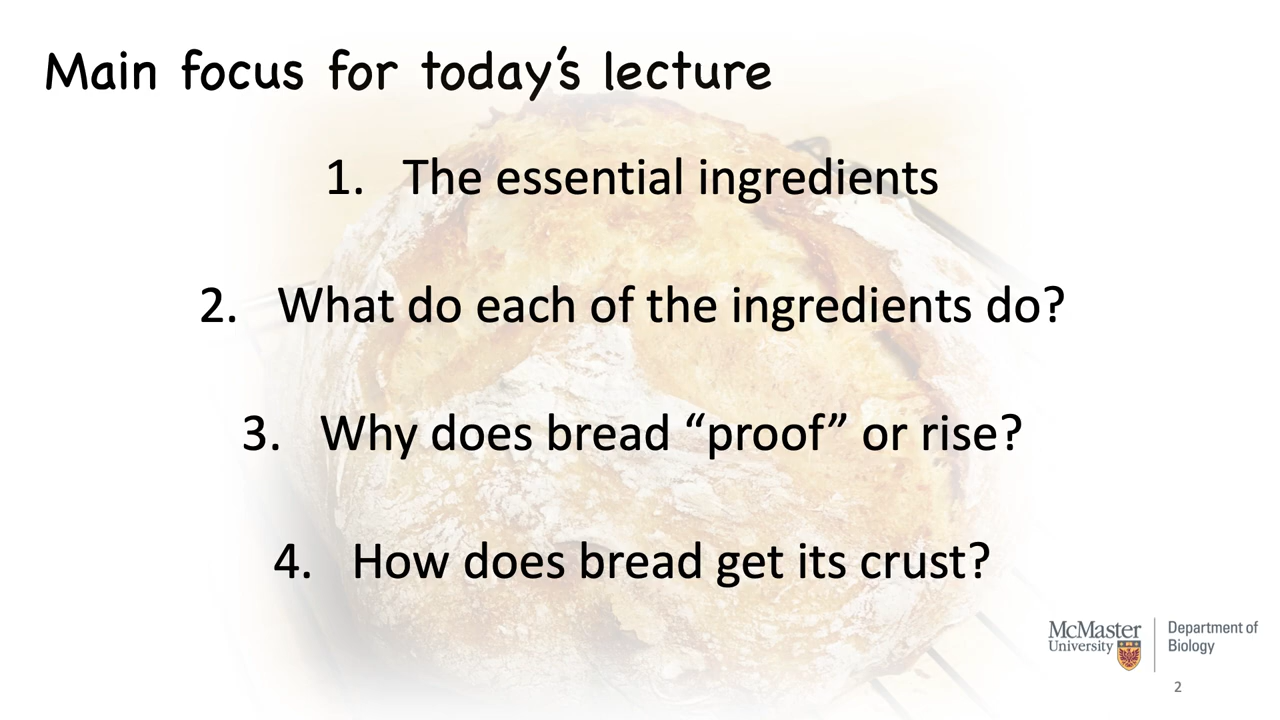 Main focus for today's lecture
1. The essential ingredients
2. What do each of the ingredients do?
3. Why does bread “proof” or rise?
4. How does bread get its crust?
McMaster
University
Department of
Biology
2